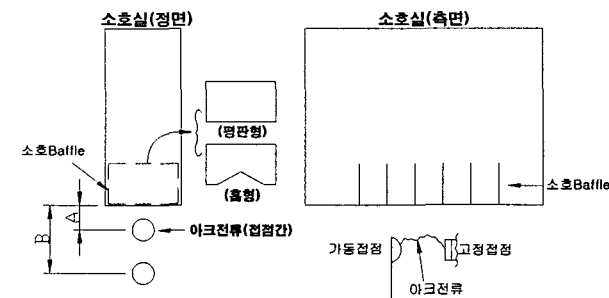 소호실(정면)
소호실(측면)
(평판형)
(홈형)
소호Baffle
소호Baffle
A
B
아크전류(접점간)
가동접점
고정접점
아크전류